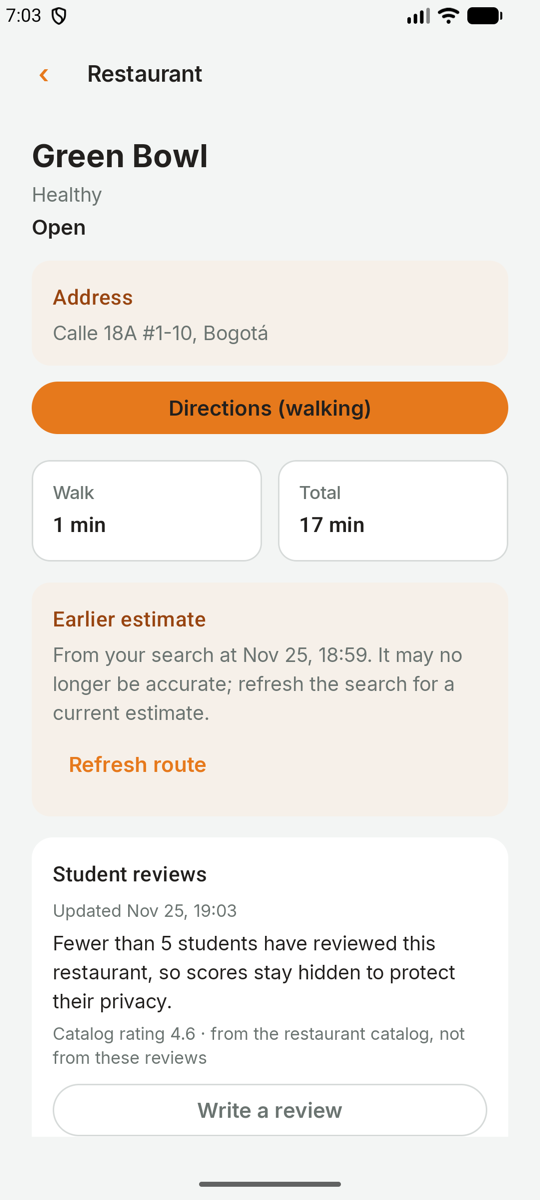 7:03
‹ Restaurant
Green Bowl
Healthy
Open
Address
Calle 18A #1-10, Bogotá
Directions (walking)
Walk
1 min
Total
17 min
Earlier estimate
From your search at Nov 25, 18:59. It may no
longer be accurate; refresh the search for a
current estimate.
Refresh route
Student reviews
Updated Nov 25, 19:03
Fewer than 5 students have reviewed this
restaurant, so scores stay hidden to protect
their privacy.
Catalog rating 4.6 · from the restaurant catalog, not
from these reviews
Write a review